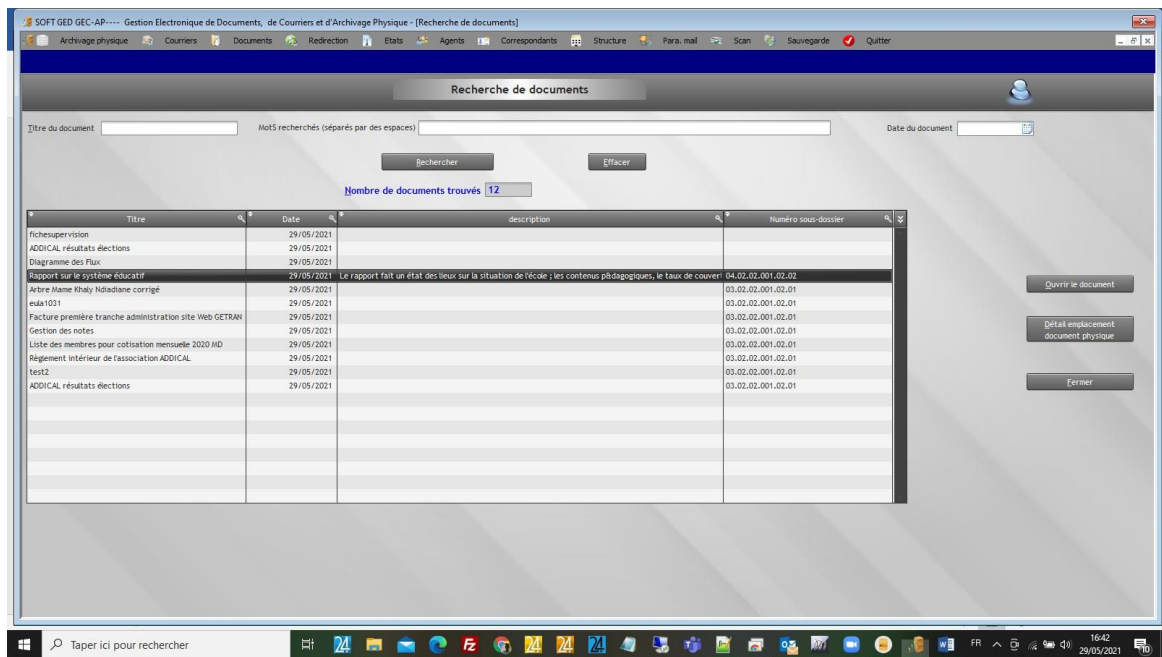 SOFT GED GEC-AP---- Gestion Electronique de Documents, de Courriers et d'Archivage Physique - [Recherche de documents]
Archivage physique Courriers Documents Redirection Etats Agents Correspondants Structure Para. mail Scan Sauvegarde Quitter
Recherche de documents
Titre du document MotS recherchés (séparés par des espaces) Date du document
Rechercher Effacer
Nombre de documents trouvés 12
Titre Date description Numéro sous-dossier
fichesupervision 29/05/2021
ADDICAL résultats élections 29/05/2021
Diagramme des Flux 29/05/2021
Rapport sur le système éducatif 29/05/2021 Le rapport fait un état des lieux sur la situation de l'école ; les contenus p&dagogiques, le taux de couver 04.02.02.001.02.02
Arbre Mame Khaly Ndiadiane corrigé 29/05/2021 03.02.02.001.02.01
eula1031 29/05/2021 03.02.02.001.02.01
Facture première tranche administration site Web GETRAN 29/05/2021 03.02.02.001.02.01
Gestion des notes 29/05/2021 03.02.02.001.02.01
Liste des membres pour cotisation mensuelle 2020 MD 29/05/2021 03.02.02.001.02.01
Règlement intérieur de l'association ADDICAL 29/05/2021 03.02.02.001.02.01
test2 29/05/2021 03.02.02.001.02.01
ADDICAL résultats élections 29/05/2021 03.02.02.001.02.01
Ouvrir le document
Détail emplacement
document physique
Fermer
Taper ici pour rechercher
24 24 24 24
FR
16:42
29/05/2021
10